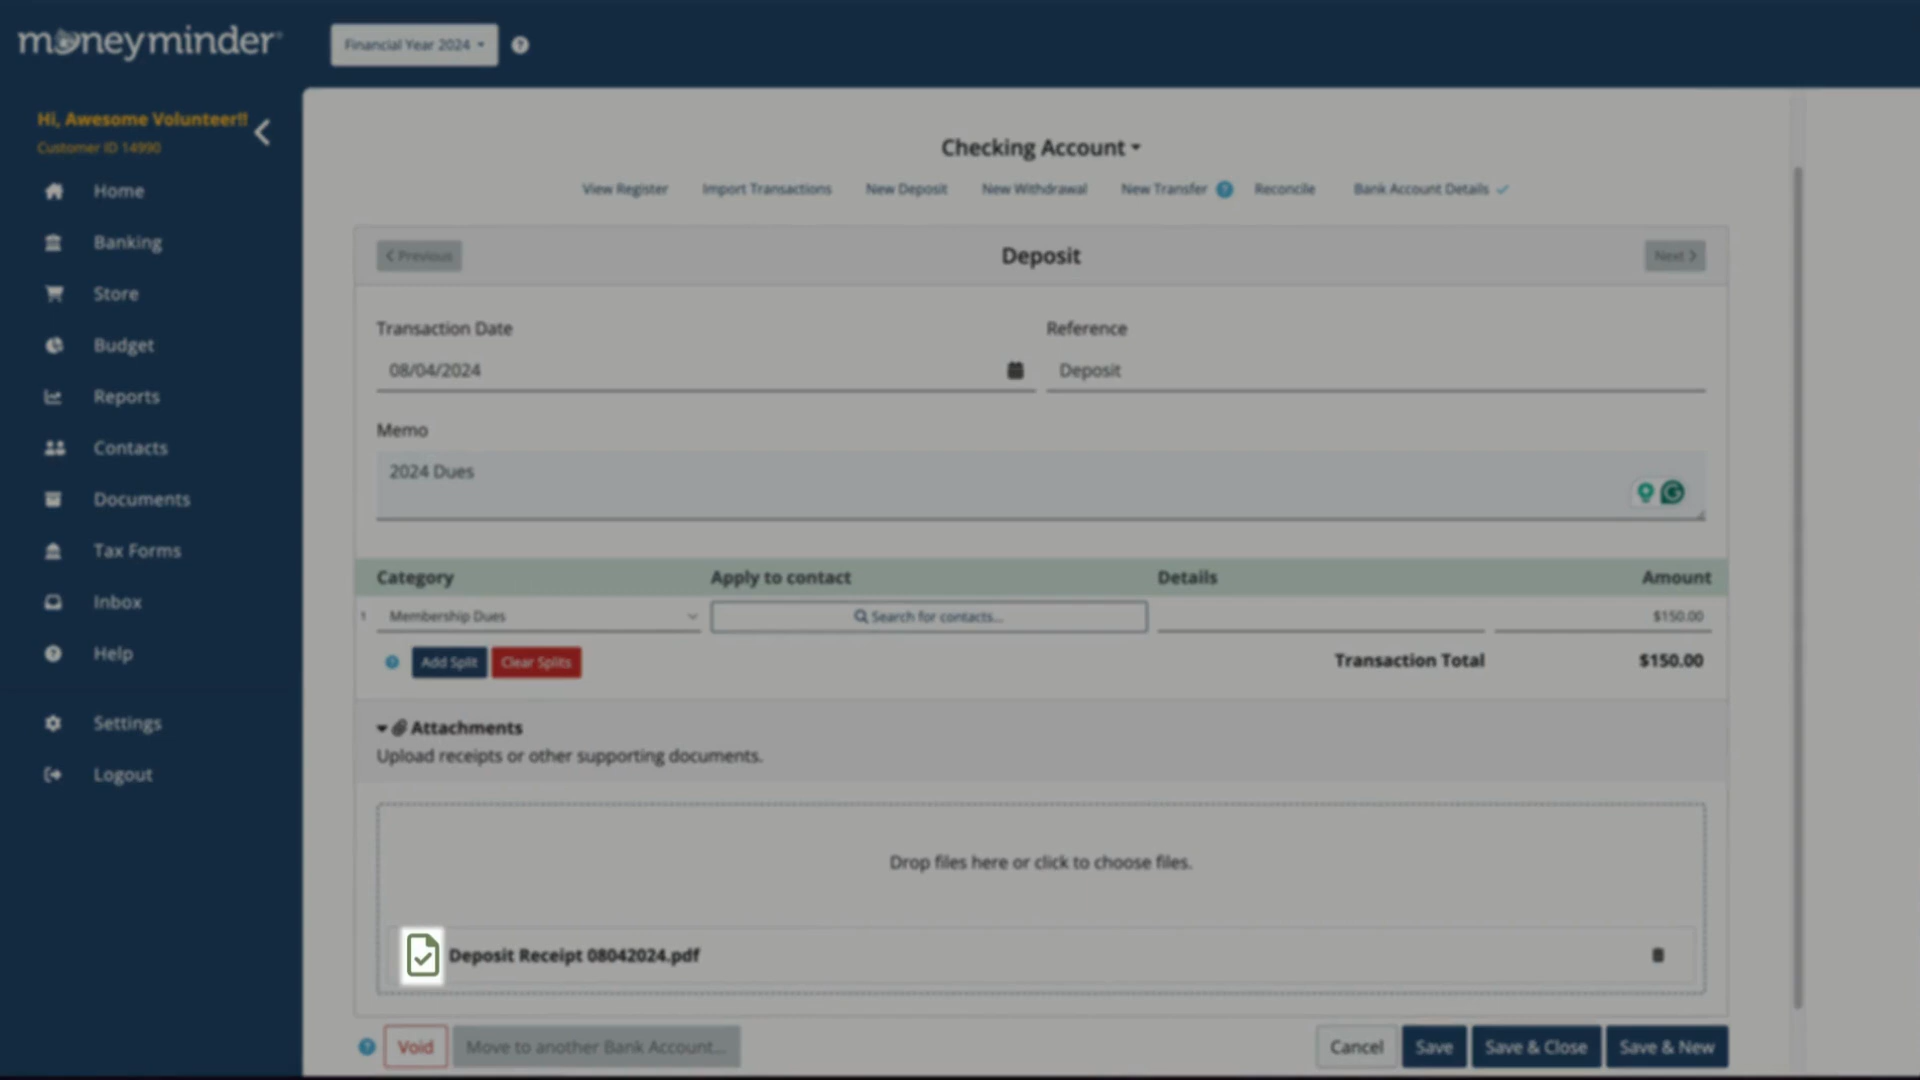 moneyminder
Financial Year 2024
Hi, Awesome Volunteer!!
Customer ID 14990
Home
Banking
Store
Budget
Reports
Contacts
Documents
Tax Forms
Inbox
Help
Settings
Logout
Checking Account
View Register Import Transactions New Deposit New Withdrawal New Transfer ? Reconcile Bank Account Details
Previous Deposit Next
Transaction Date Reference
08/04/2024 Deposit
Memo
2024 Dues
Category Apply to contact Details Amount
1 Membership Dues Search for contacts... $150.00
? Add Split Clear Splits Transaction Total $150.00
Attachments
Upload receipts or other supporting documents.
Drop files here or click to choose files.
Deposit Receipt 08042024.pdf
? Void Move to another Bank Account... Cancel Save Save & Close Save & New